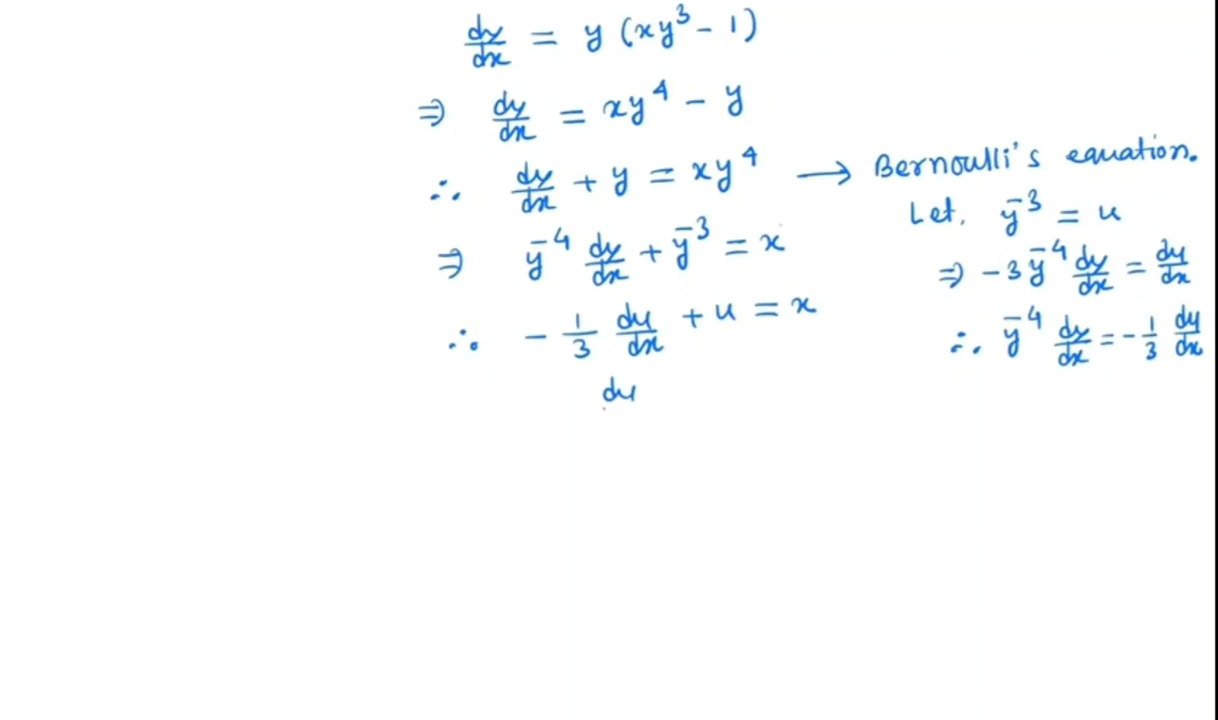 dy/dx = y (xy³ - 1)
⇒ dy/dx = xy⁴ - y
∴ dy/dx + y = xy⁴ → Bernoulli's equation.
Let, y⁻³ = u
⇒ y⁻⁴ dy/dx + y⁻³ = x
⇒ -3 y⁻⁴ dy/dx = du/dx
∴ -1/3 du/dx + u = x
∴ y⁻⁴ dy/dx = -1/3 du/dx
du